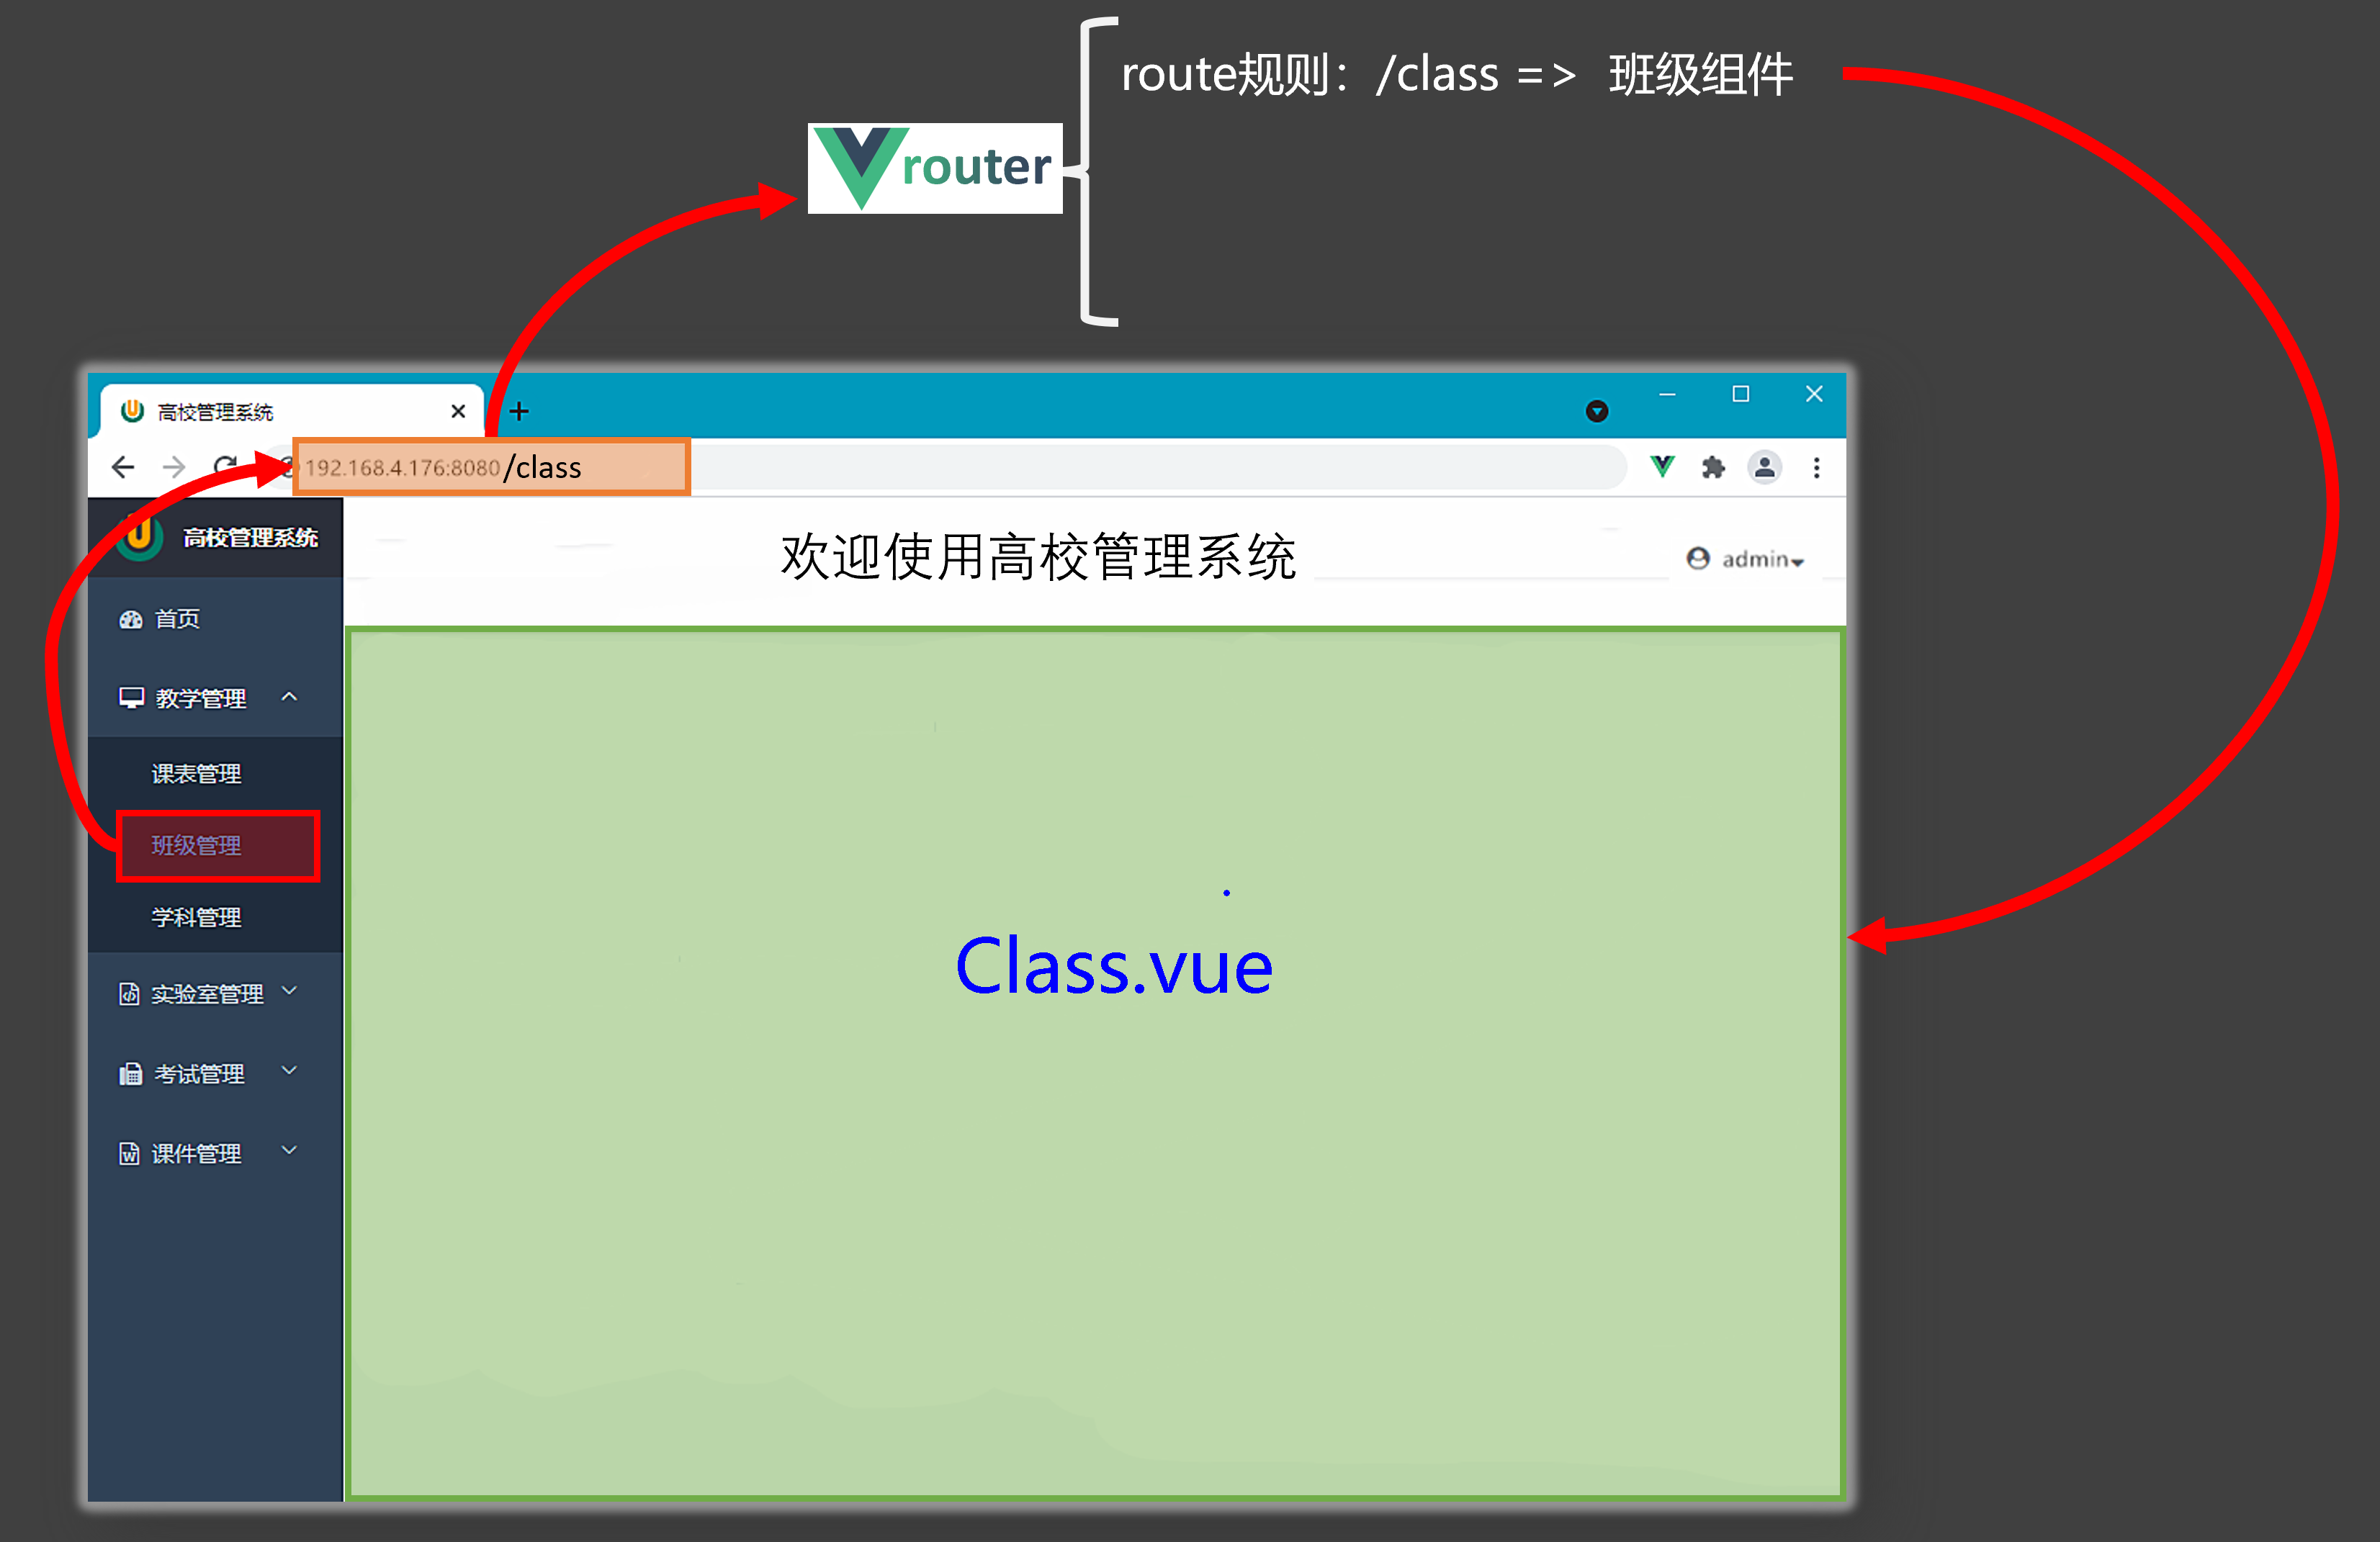 route规则：/class => 班级组件
router
高校管理系统
192.168.4.176:8080/class
高校管理系统
欢迎使用高校管理系统
admin
首页
教学管理
课表管理
班级管理
学科管理
Class.vue
实验室管理
考试管理
课件管理